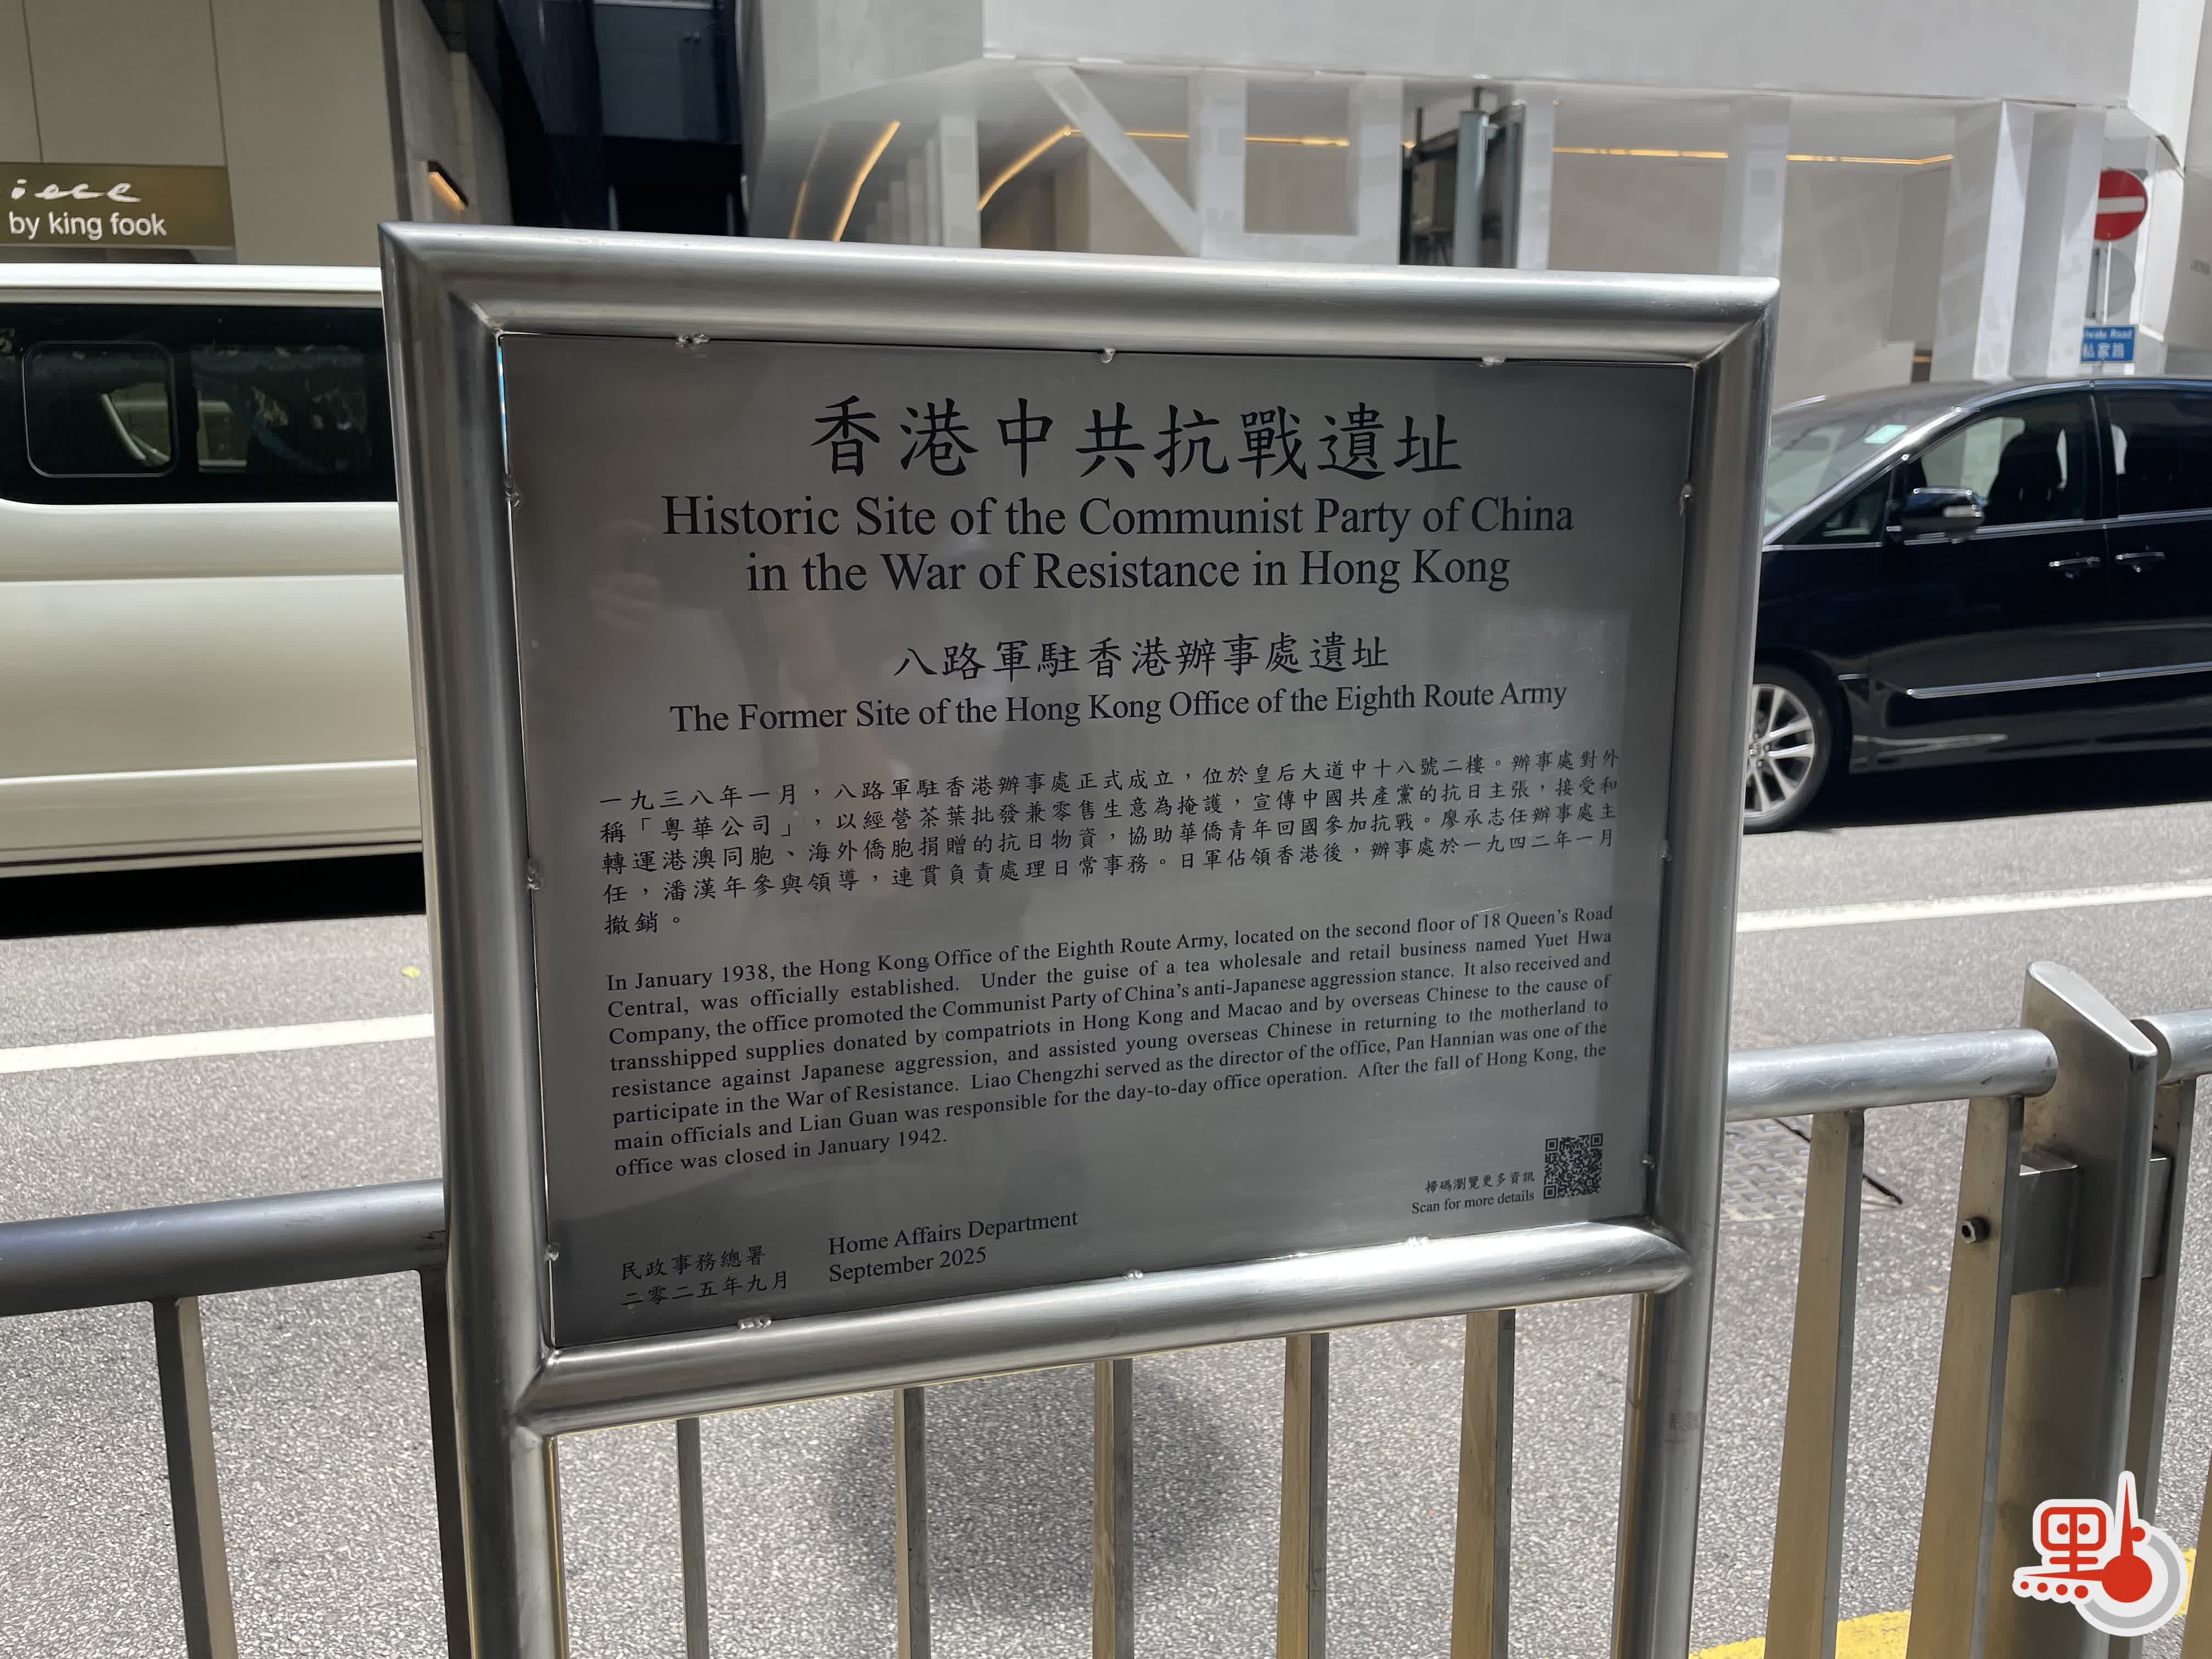 iece
by king fook
私家路
香港中共抗戰遺址
Historic Site of the Communist Party of China
in the War of Resistance in Hong Kong
八路軍駐香港辦事處遺址
The Former Site of the Hong Kong Office of the Eighth Route Army
一九三八年一月，八路軍駐香港辦事處正式成立，位於皇后大道中十八號二樓。辦事處對外
稱「粵華公司」，以經營茶葉批發兼零售生意為掩護，宣傳中國共產黨的抗日主張，接受和
轉運港澳同胞、海外僑胞捐贈的抗日物資，協助華僑青年回國參加抗戰。廖承志任辦事處主
任，潘漢年參與領導，連貫負責處理日常事務。日軍佔領香港後，辦事處於一九四二年一月
撤銷。
In January 1938, the Hong Kong Office of the Eighth Route Army, located on the second floor of 18 Queen's Road
Central, was officially established. Under the guise of a tea wholesale and retail business named Yuet Hwa
Company, the office promoted the Communist Party of China's anti-Japanese aggression stance. It also received and
transshipped supplies donated by compatriots in Hong Kong and Macao and by overseas Chinese to the cause of
resistance against Japanese aggression, and assisted young overseas Chinese in returning to the motherland to
participate in the War of Resistance. Liao Chengzhi served as the director of the office, Pan Hannian was one of the
main officials and Lian Guan was responsible for the day-to-day office operation. After the fall of Hong Kong, the
office was closed in January 1942.
掃碼瀏覽更多資訊
Scan for more details
民政事務總署
二零二五年九月
Home Affairs Department
September 2025
點